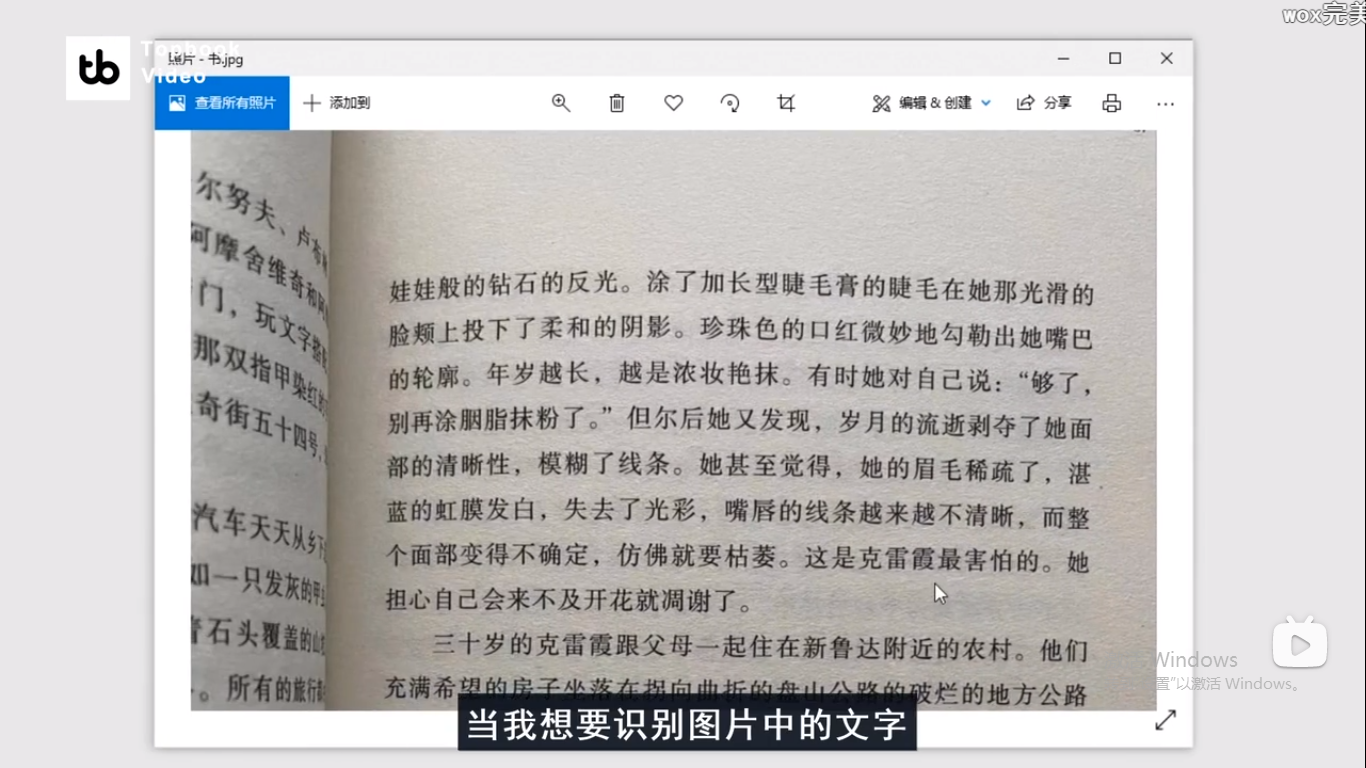 wox完美
tb
Topbook
Video
照片 - 书.jpg
查看所有照片
添加到
编辑 & 创建
分享
尔努夫、卢布
阿摩舍维奇和阿
门，玩文字搭
那双指甲染红的
奇街五十四号，
汽车天天从乡下
如一只发灰的甲
青石头覆盖的山
。所有的旅行
娃娃般的钻石的反光。涂了加长型睫毛膏的睫毛在她那光滑的
脸颊上投下了柔和的阴影。珍珠色的口红微妙地勾勒出她嘴巴
的轮廓。年岁越长，越是浓妆艳抹。有时她对自己说：“够了，
别再涂胭脂抹粉了。”但尔后她又发现，岁月的流逝剥夺了她面
部的清晰性，模糊了线条。她甚至觉得，她的眉毛稀疏了，湛
蓝的虹膜发白，失去了光彩，嘴唇的线条越来越不清晰，而整
个面部变得不确定，仿佛就要枯萎。这是克雷霞最害怕的。她
担心自己会来不及开花就凋谢了。
三十岁的克雷霞跟父母一起住在新鲁达附近的农村。他们
充满希望的房子坐落在拐向曲折的盘山公路的破烂的地方公路
Windows
置"以激活 Windows。
当我想要识别图片中的文字